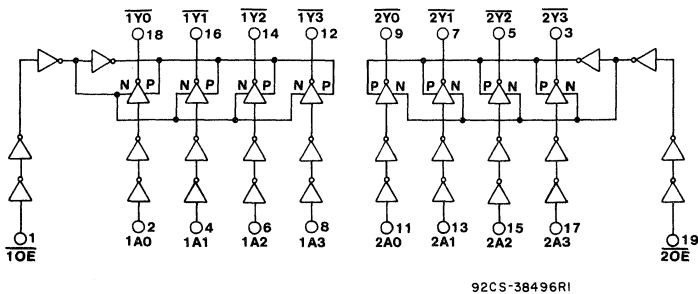 1Y0 1Y1 1Y2 1Y3 2Y0 2Y1 2Y2 2Y3
18 16 14 12 9 7 5 3
N P N P N P N P P N P N P N P N
1 2 4 6 8 11 13 15 17 19
1OE 1A0 1A1 1A2 1A3 2A0 2A1 2A2 2A3 2OE
92CS-38496RI